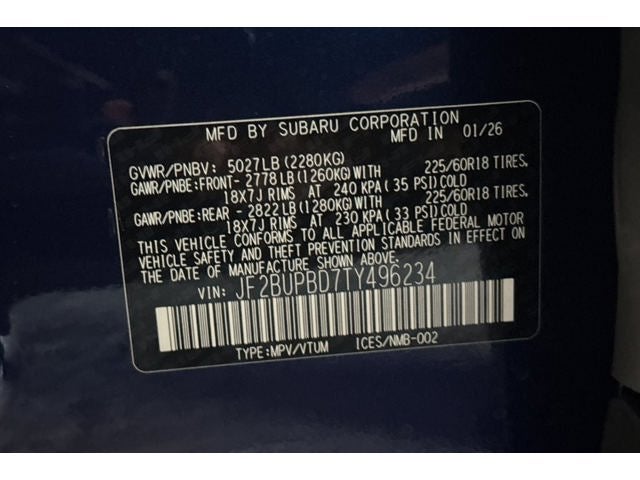 MFD BY SUBARU CORPORATION
MFD IN 01/26
GVWR/PNBV: 5027LB(2280KG)
GAWR/PNBE:FRONT- 2778LB(1260KG)WITH 225/60R18 TIRES,
18X7J RIMS AT 240 KPA(35 PSI)COLD
GAWR/PNBE:REAR - 2822LB(1280KG)WITH 225/60R18 TIRES,
18X7J RIMS AT 230 KPA(33 PSI)COLD
THIS VEHICLE CONFORMS TO ALL APPLICABLE FEDERAL MOTOR
VEHICLE SAFETY AND THEFT PREVENTION STANDARDS IN EFFECT ON
THE DATE OF MANUFACTURE SHOWN ABOVE.
VIN: JF2BUPBD7TY496234
TYPE:MPV/VTUM ICES/NMB-002